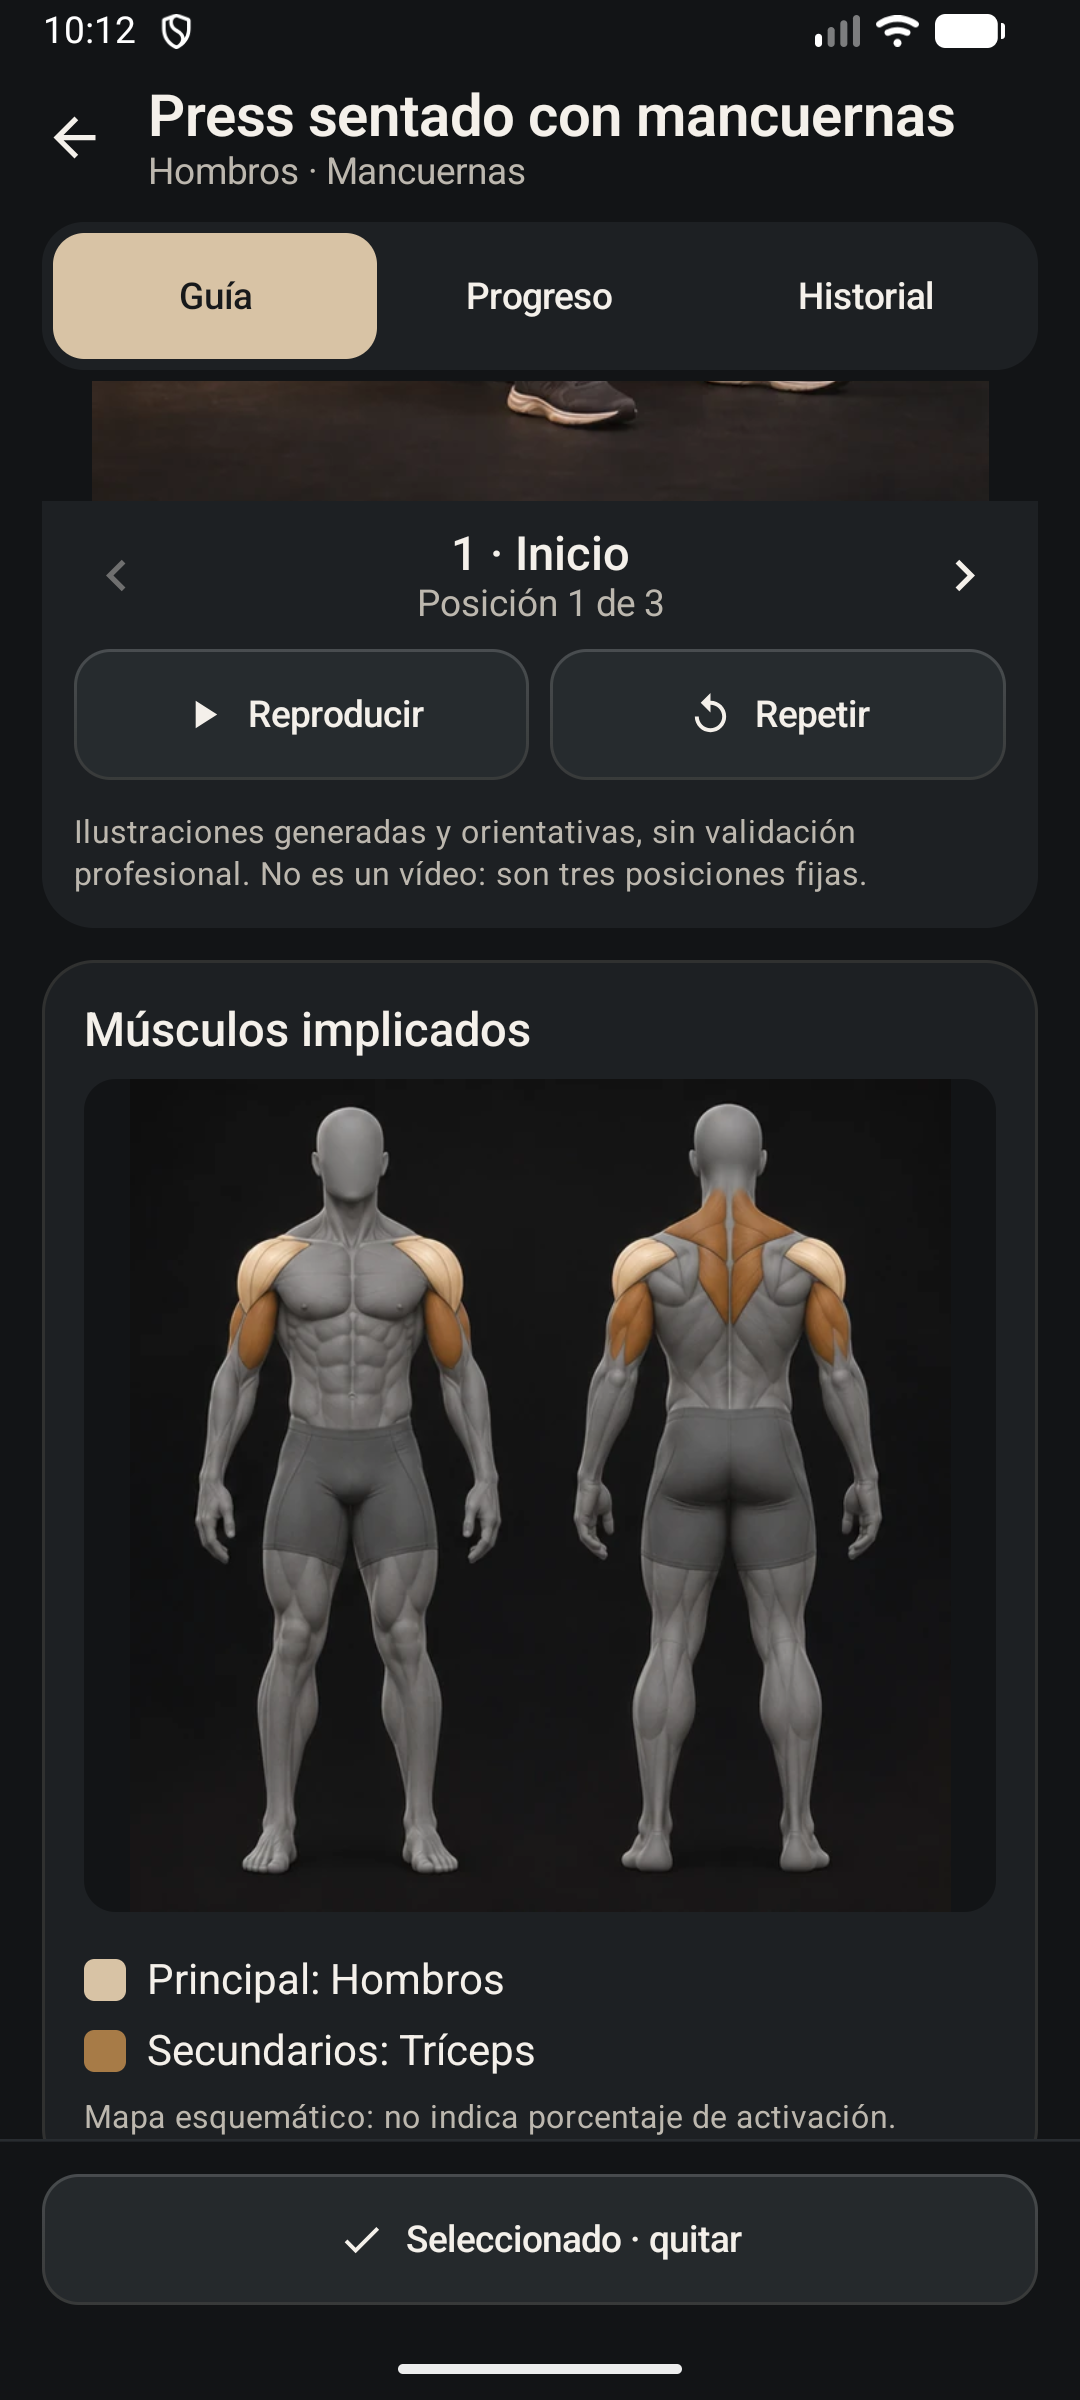 10:12
Press sentado con mancuernas
Hombros · Mancuernas
Guía
Progreso
Historial
1 · Inicio
Posición 1 de 3
Reproducir
Repetir
Ilustraciones generadas y orientativas, sin validación
profesional. No es un vídeo: son tres posiciones fijas.
Músculos implicados
Principal: Hombros
Secundarios: Tríceps
Mapa esquemático: no indica porcentaje de activación.
Seleccionado · quitar